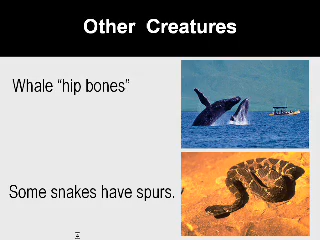 Other Creatures
Whale “hip bones”
Some snakes have spurs.